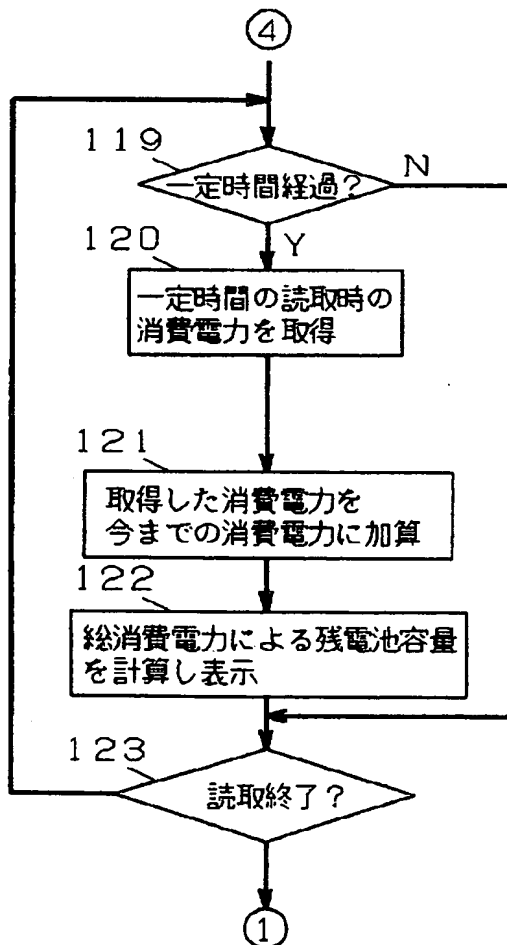 ④
119
一定時間経過?
N
Y
120
一定時間の読取時の
消費電力を取得
121
取得した消費電力を
今までの消費電力に加算
122
総消費電力による残電池容量
を計算し表示
123
読取終了?
①